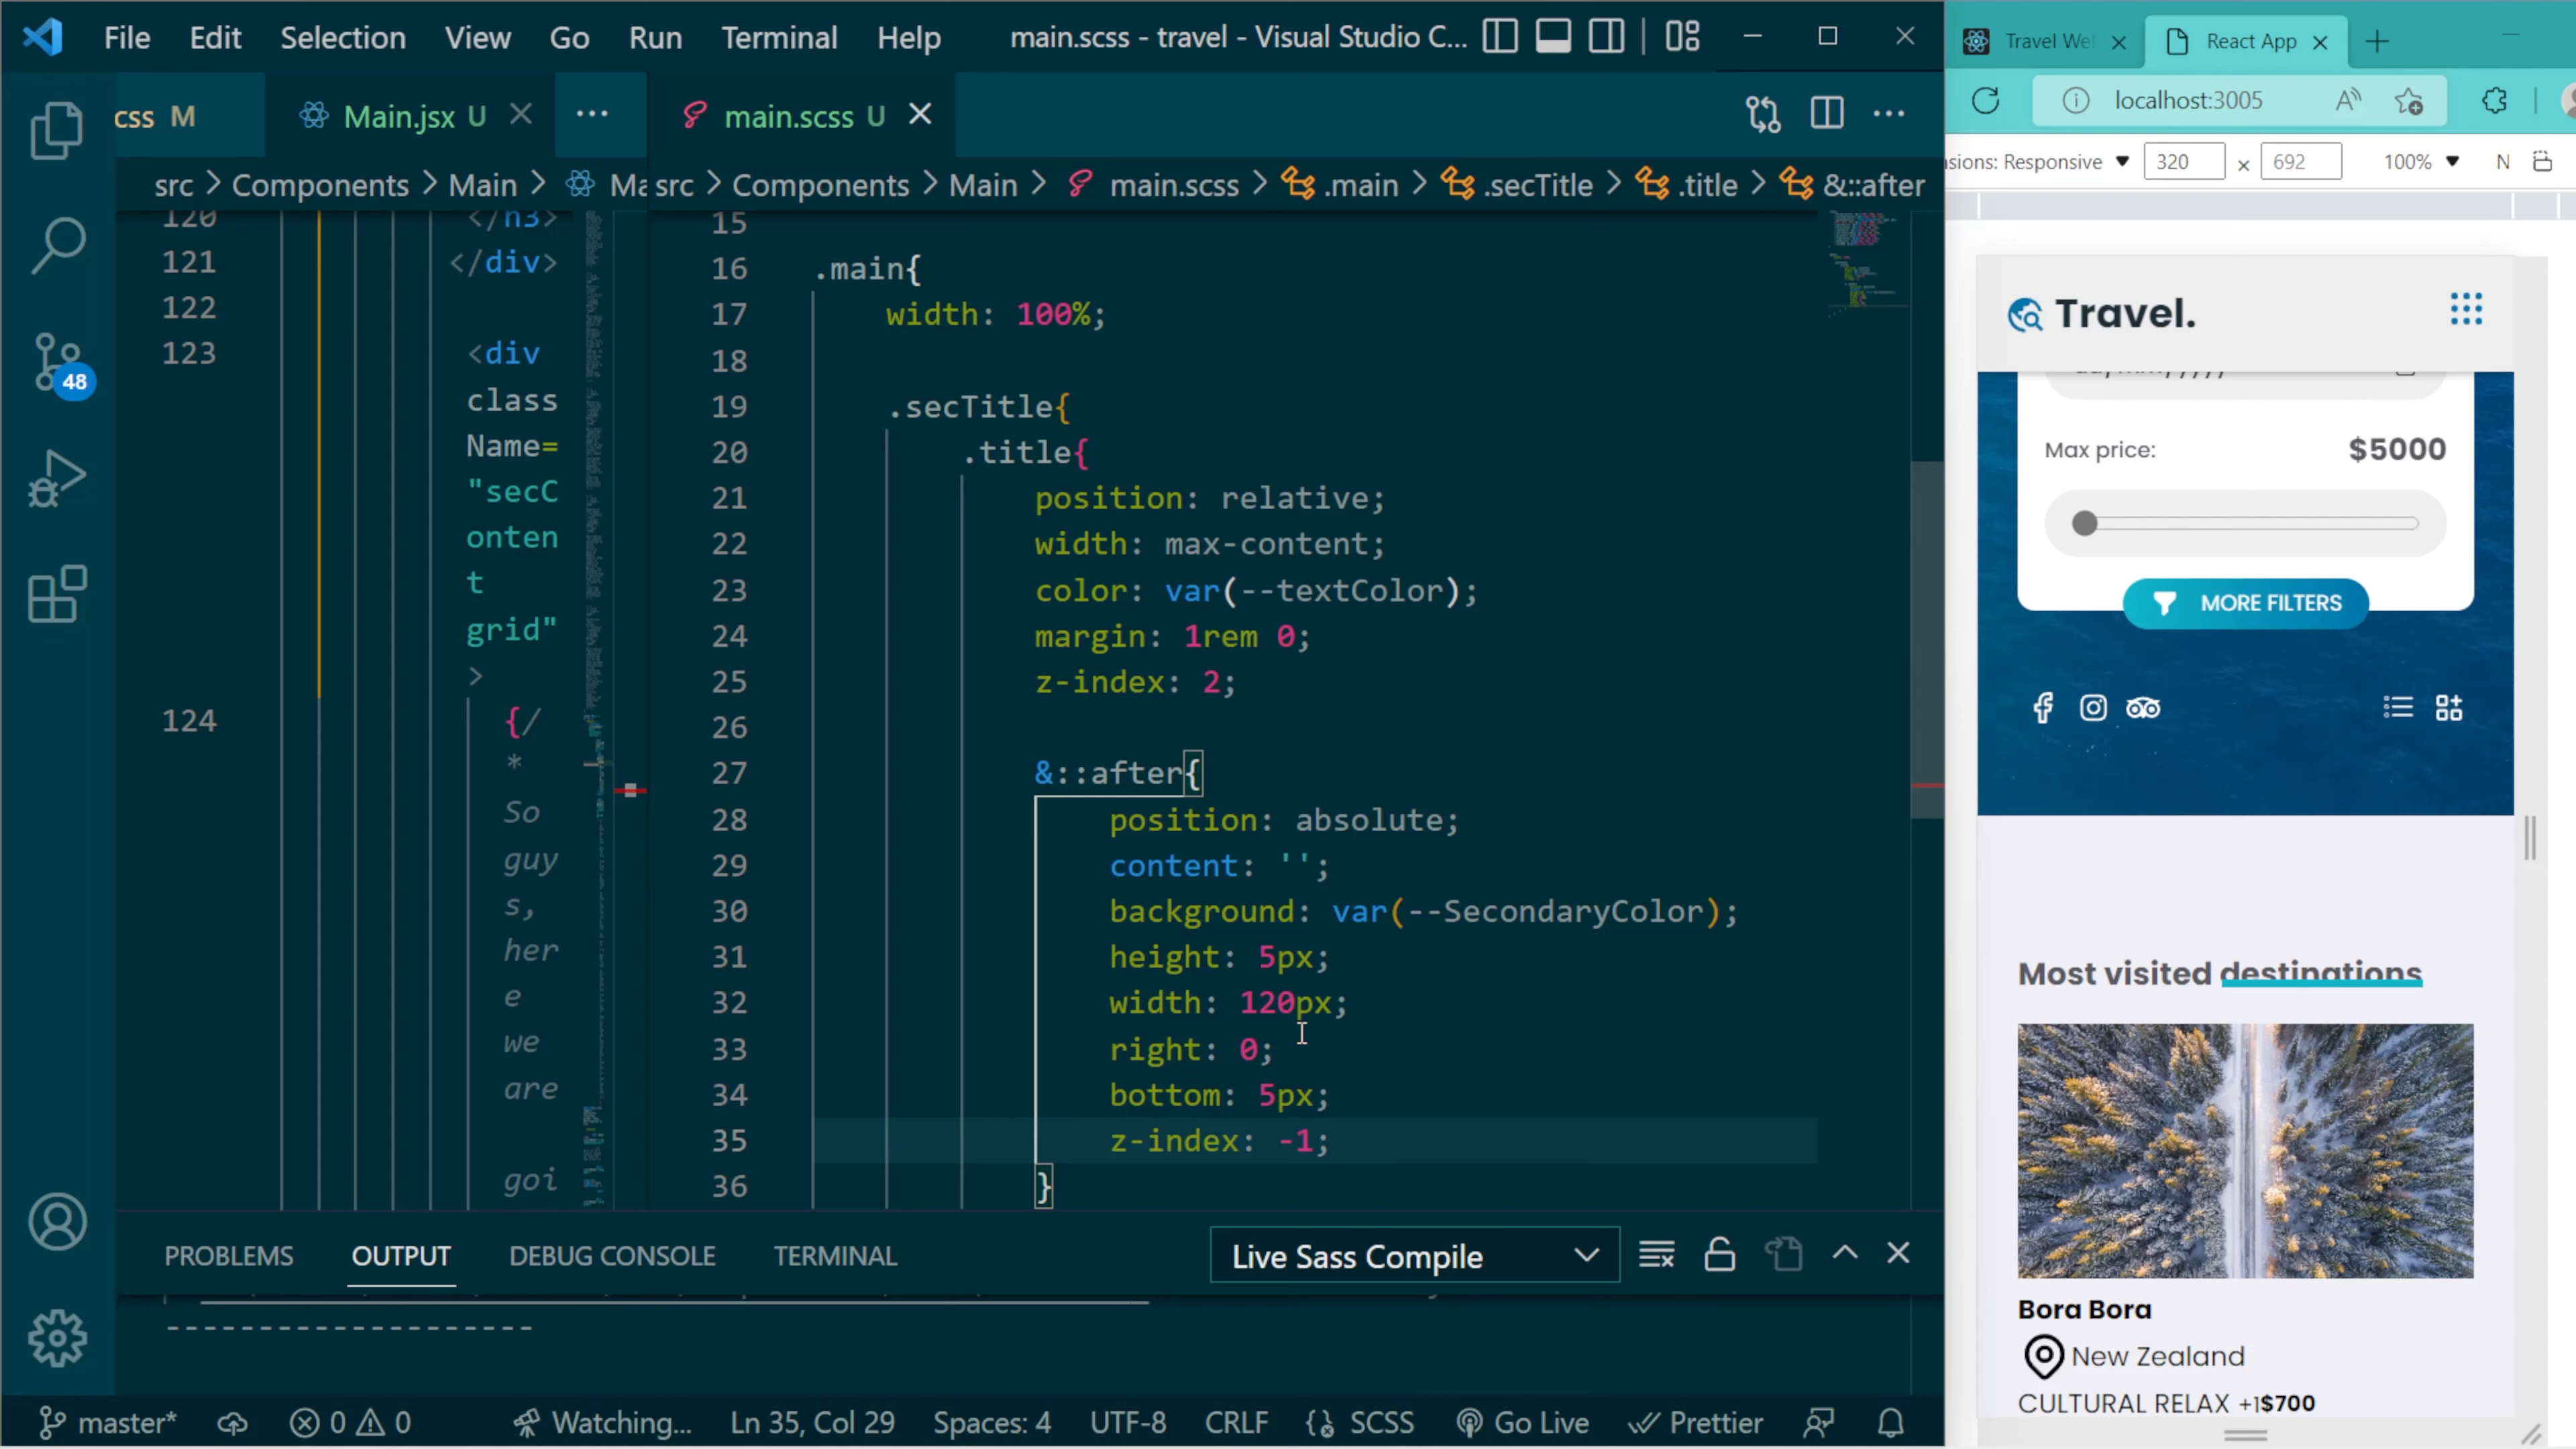 File Edit Selection View Go Run Terminal Help main.scss - travel - Visual Studio C...
css M Main.jsx U ... main.scss U
src > Components > Main > Ma
src > Components > Main > main.scss > .main > .secTitle > .title > &::after
120 </h3>
121 </div>
122
123 <div
class
Name=
"secC
onten
t
grid"
>
124 {/
*
So
guy
s,
her
e
we
are
goi
15
16 .main{
17 width: 100%;
18
19 .secTitle{
20 .title{
21 position: relative;
22 width: max-content;
23 color: var(--textColor);
24 margin: 1rem 0;
25 z-index: 2;
26
27 &::after{
28 position: absolute;
29 content: '';
30 background: var(--SecondaryColor);
31 height: 5px;
32 width: 120px;
33 right: 0;
34 bottom: 5px;
35 z-index: -1;
36 }
48
PROBLEMS OUTPUT DEBUG CONSOLE TERMINAL Live Sass Compile
--------------------
master* 0 0 Watching... Ln 35, Col 29 Spaces: 4 UTF-8 CRLF SCSS Go Live Prettier
Travel We React App
localhost:3005
sions: Responsive 320 × 692 100% N
Travel.
Max price: $5000
MORE FILTERS
Most visited destinations
Bora Bora
New Zealand
CULTURAL RELAX +1$700